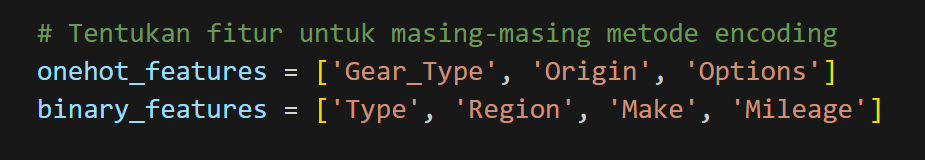 # Tentukan fitur untuk masing-masing metode encoding
onehot_features = ['Gear_Type', 'Origin', 'Options']
binary_features = ['Type', 'Region', 'Make', 'Mileage']